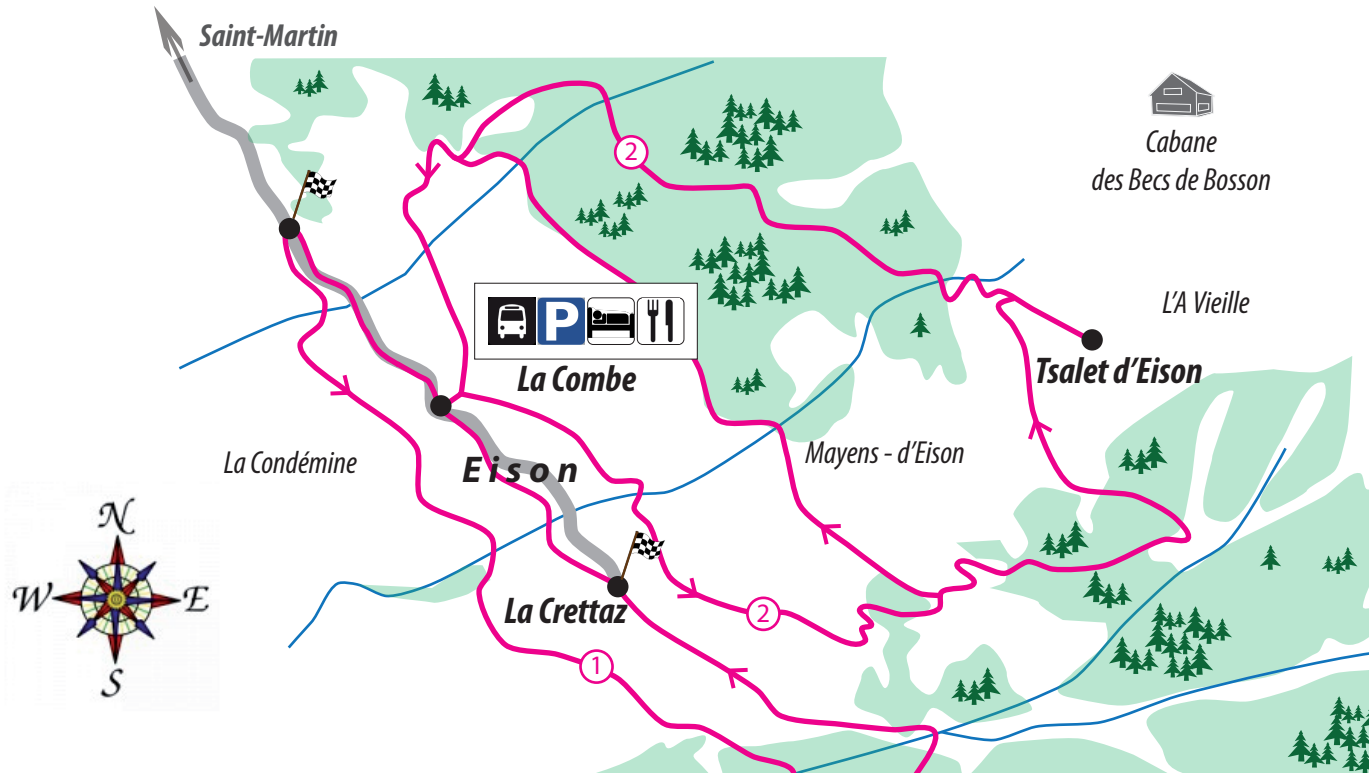 Saint-Martin
2
Cabane
des Becs de Bosson
L'A Vieille
P
Tsalet d'Eison
La Combe
Mayens - d'Eison
La Condémine
Eison
N
W E
S
La Crettaz
2
1